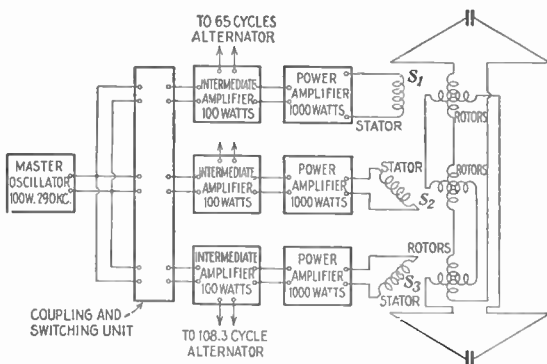 TO 65 CYCLES
ALTERNATOR
INTERMEDIATE
AMPLIFIER
100 WATTS
POWER
AMPLIFIER
1000 WATTS
S1
STATOR
ROTORS
MASTER
OSCILLATOR
100W. 290KC.
INTERMEDIATE
AMPLIFIER
100 WATTS
POWER
AMPLIFIER
1000 WATTS
STATOR
S2
ROTORS
INTERMEDIATE
AMPLIFIER
100 WATTS
POWER
AMPLIFIER
1000 WATTS
ROTORS
S3
STATOR
COUPLING AND
SWITCHING UNIT
TO 108.3 CYCLE
ALTERNATOR